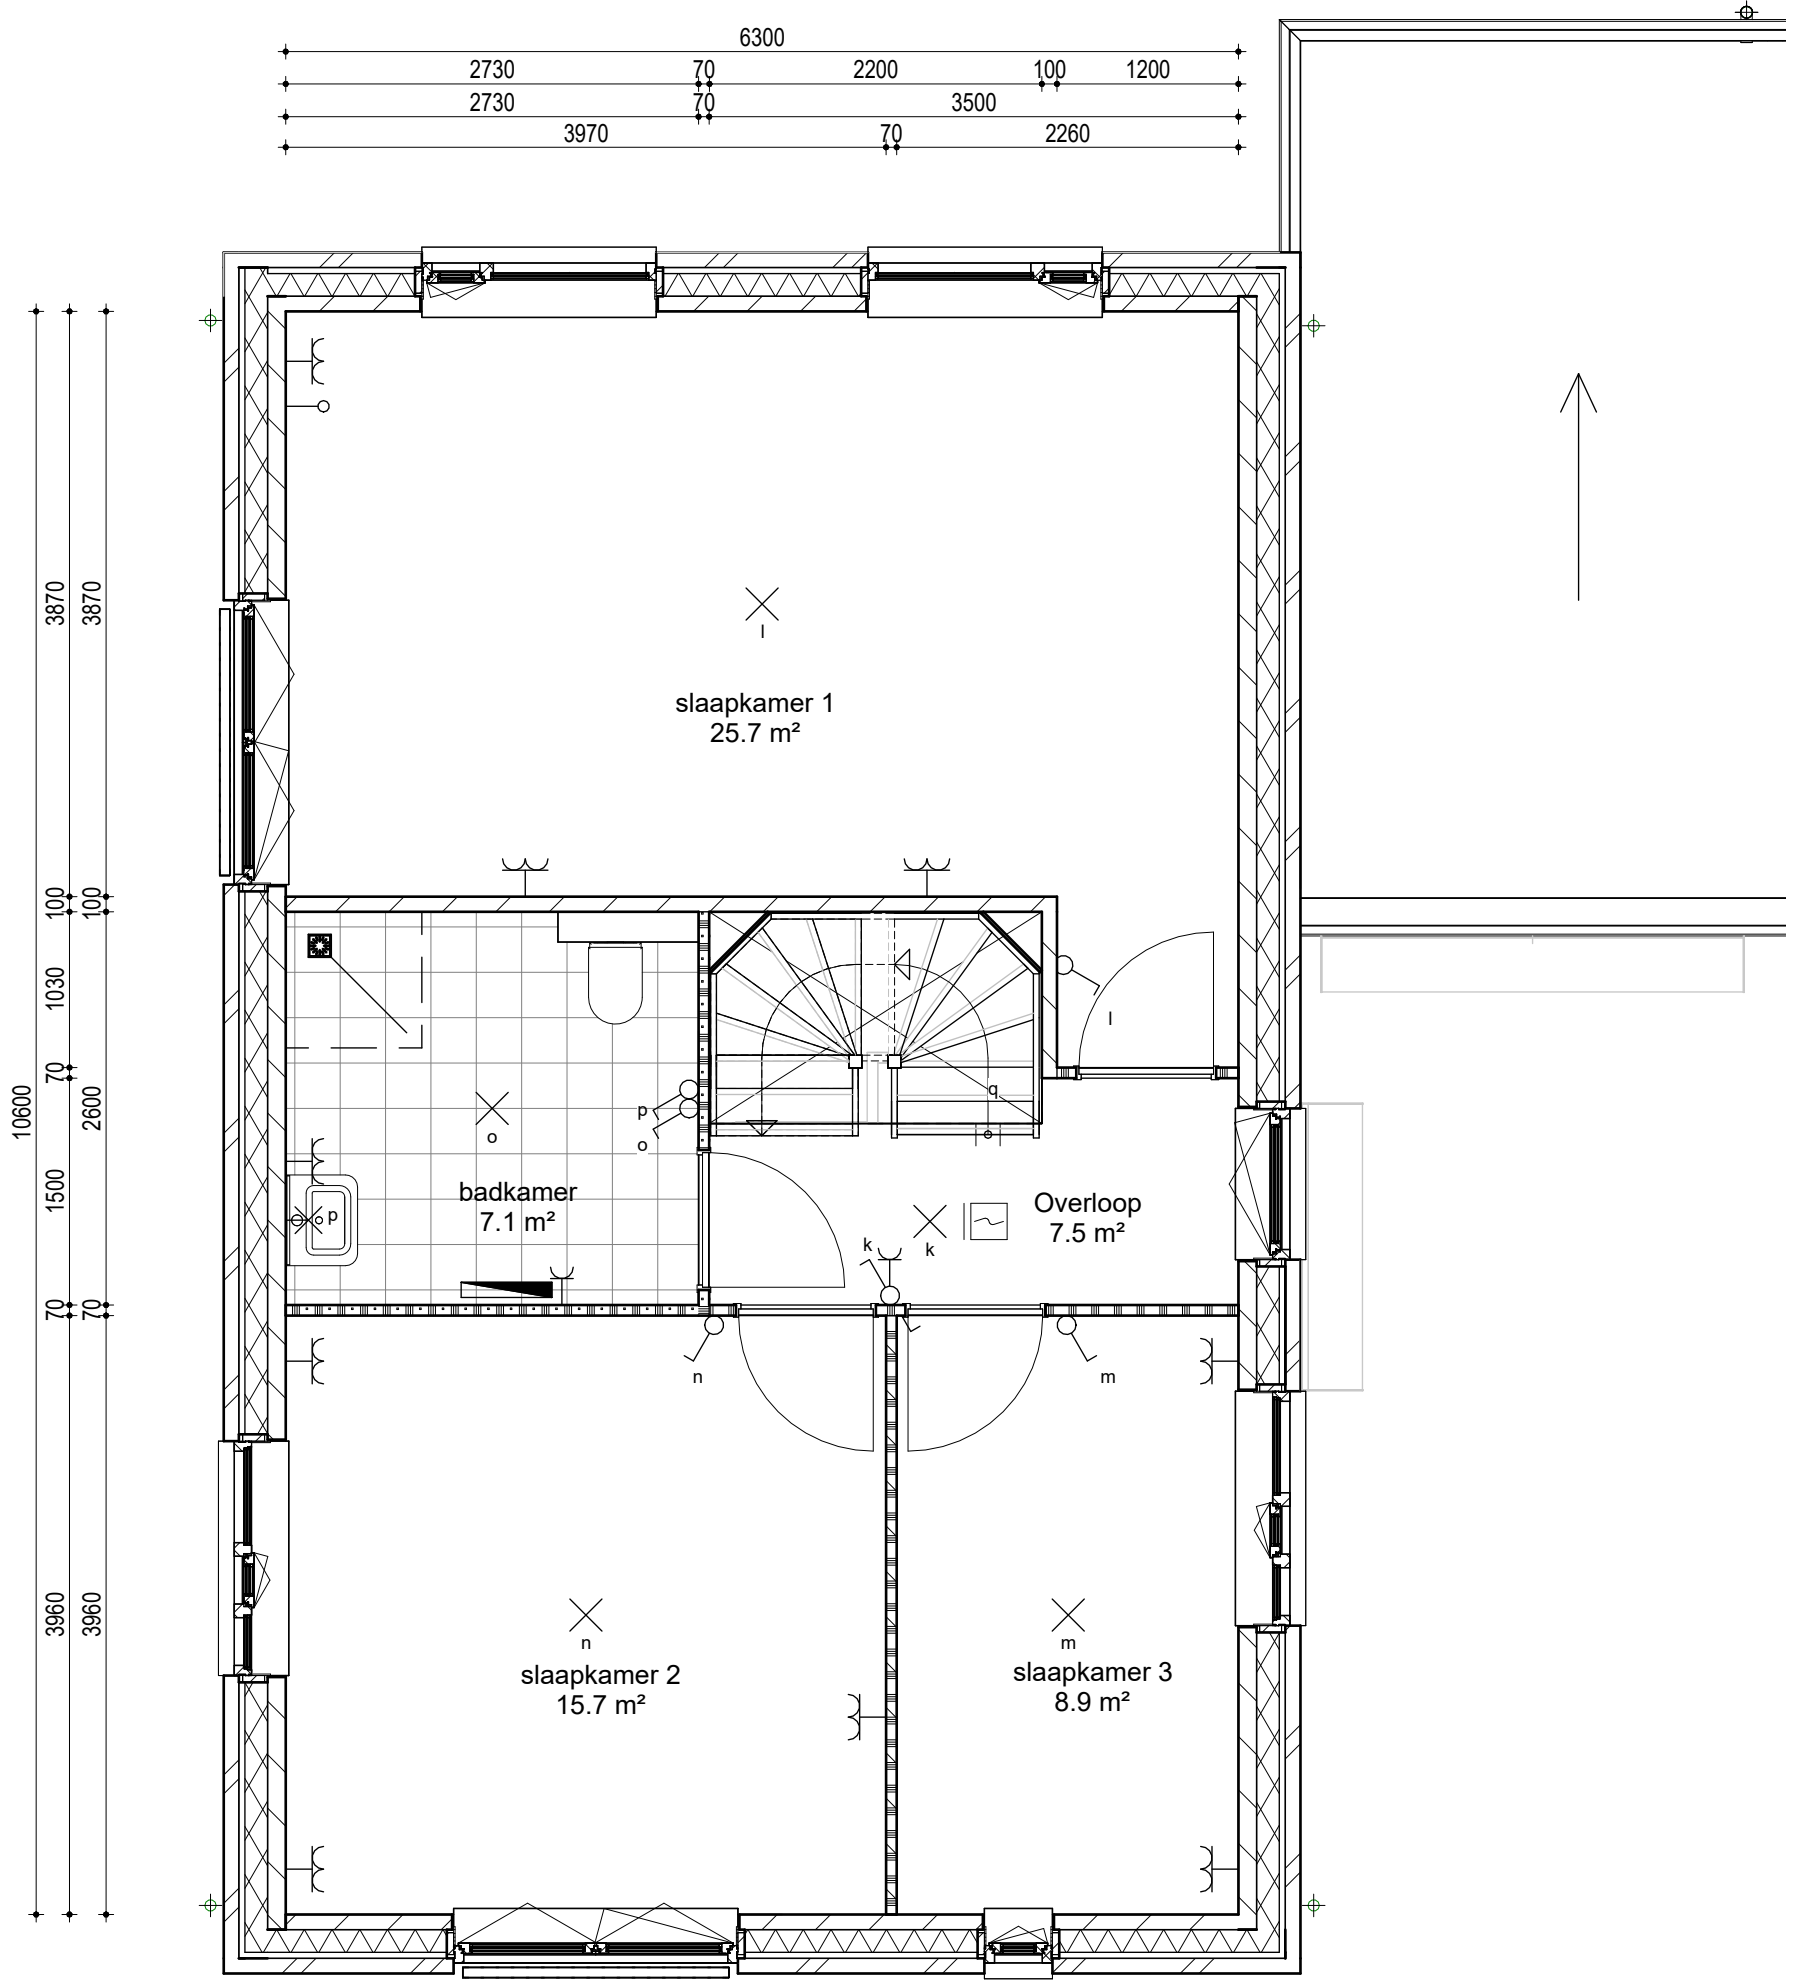 6300
2730 70 2200 100 1200
2730 70 3500
3970 70 2260
10600
3870 100 1030 70 1500 70 3960
3870 100 2600 70 3960
l
slaapkamer 1
25.7 m²
l
q
p
o
o
badkamer
7.1 m²
p
Overloop
7.5 m²
k
k
n
m
n
slaapkamer 2
15.7 m²
m
slaapkamer 3
8.9 m²